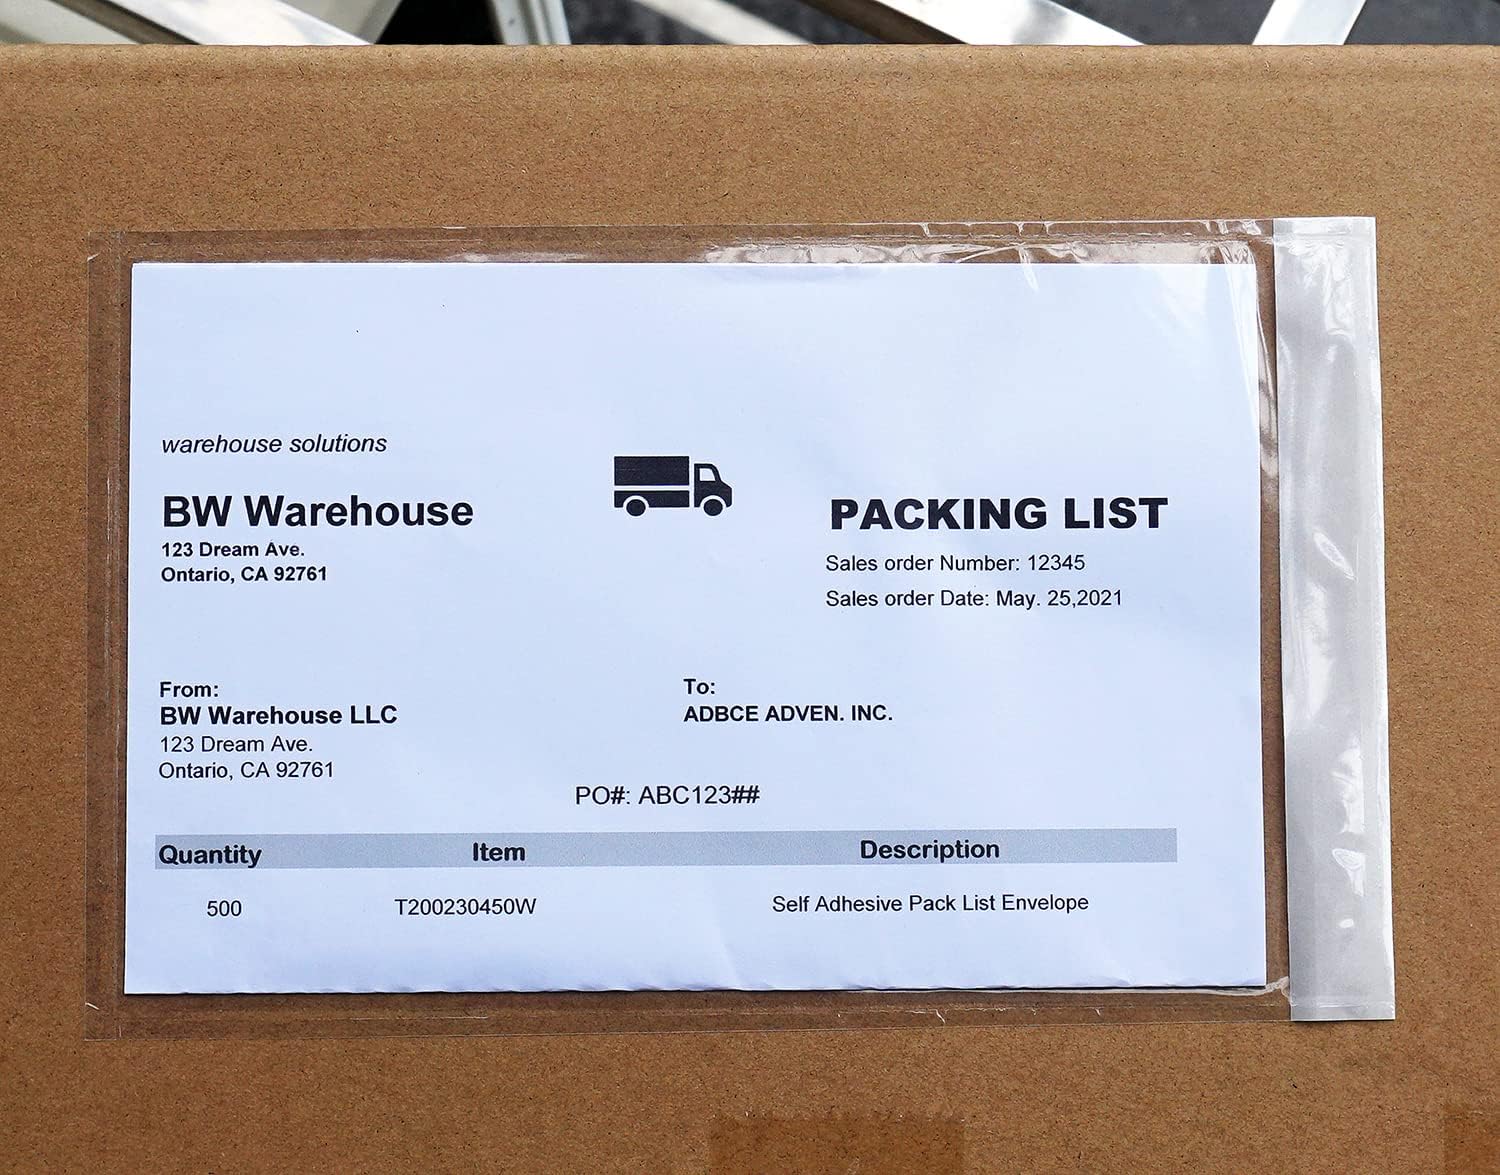 warehouse solutions
BW Warehouse
123 Dream Ave.
Ontario, CA 92761
PACKING LIST
Sales order Number: 12345
Sales order Date: May. 25,2021
From:
BW Warehouse LLC
123 Dream Ave.
Ontario, CA 92761
To:
ADBCE ADVEN. INC.
PO#: ABC123##
Quantity Item Description
500 T200230450W Self Adhesive Pack List Envelope